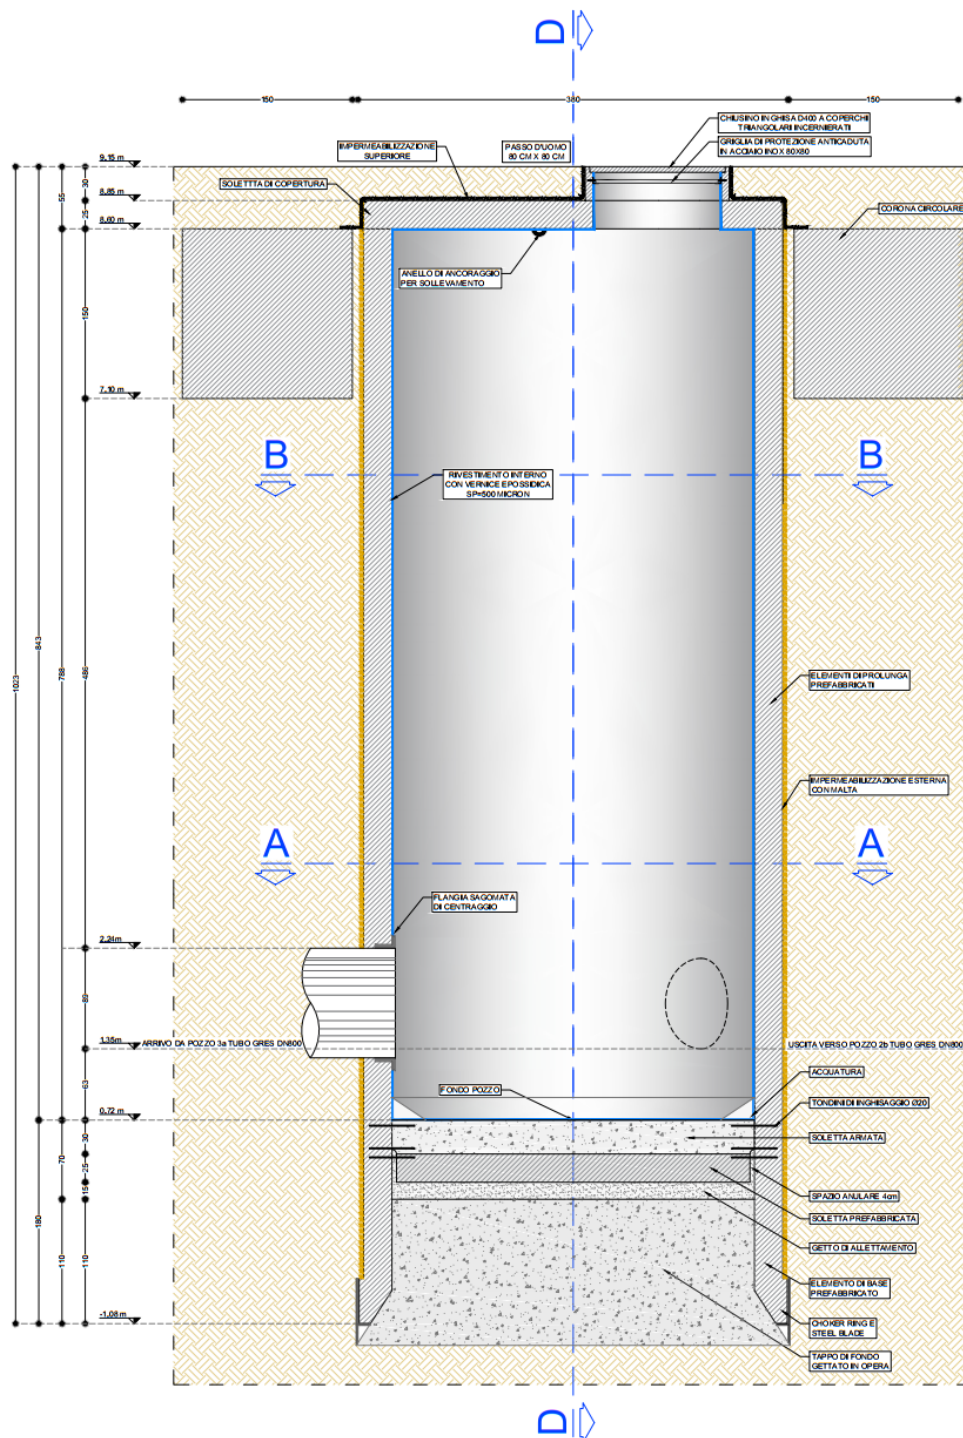 D
150
380
150
CHIUSINO IN GHISA D400 A COPERCHI
TRIANGOLARI INCERNIERATI
IMPERMEABILIZZAZIONE
SUPERIORE
PASSO D'UOMO
80 CM X 80 CM
GRIGLIA DI PROTEZIONE ANTICADUTA
IN ACCIAIO INOX 80X80
9.15 m
30
55
SOLETTTA DI COPERTURA
8.85 m
25
CORONA CIRCOLARE
8.60 m
ANELLO DI ANCORAGGIO
PER SOLLEVAMENTO
150
7.10 m
B
B
RIVESTIMENTO INTERNO
CON VERNICE EPOSSIDICA
SP=500 MICRON
1023
843
788
486
ELEMENTI DI PROLUNGA
PREFABBRICATI
IMPERMEABILIZZAZIONE ESTERNA
CON MALTA
A
A
FLANGIA SAGOMATA
DI CENTRAGGIO
2.24m
89
1.35m
ARRIVO DA POZZO 3a TUBO GRES DN800
USCITA VERSO POZZO 2b TUBO GRES DN800
63
ACQUATURA
FONDO POZZO
TONDINI DI INGHISAGGIO Ø20
0.72 m
30
SOLETTA ARMATA
70
25
SPAZIO ANULARE 4cm
15
SOLETTA PREFABBRICATA
180
GETTO DI ALLETTAMENTO
110
110
ELEMENTO DI BASE
PREFABBRICATO
-1.08 m
CHOKER RING E
STEEL BLADE
TAPPO DI FONDO
GETTATO IN OPERA
D